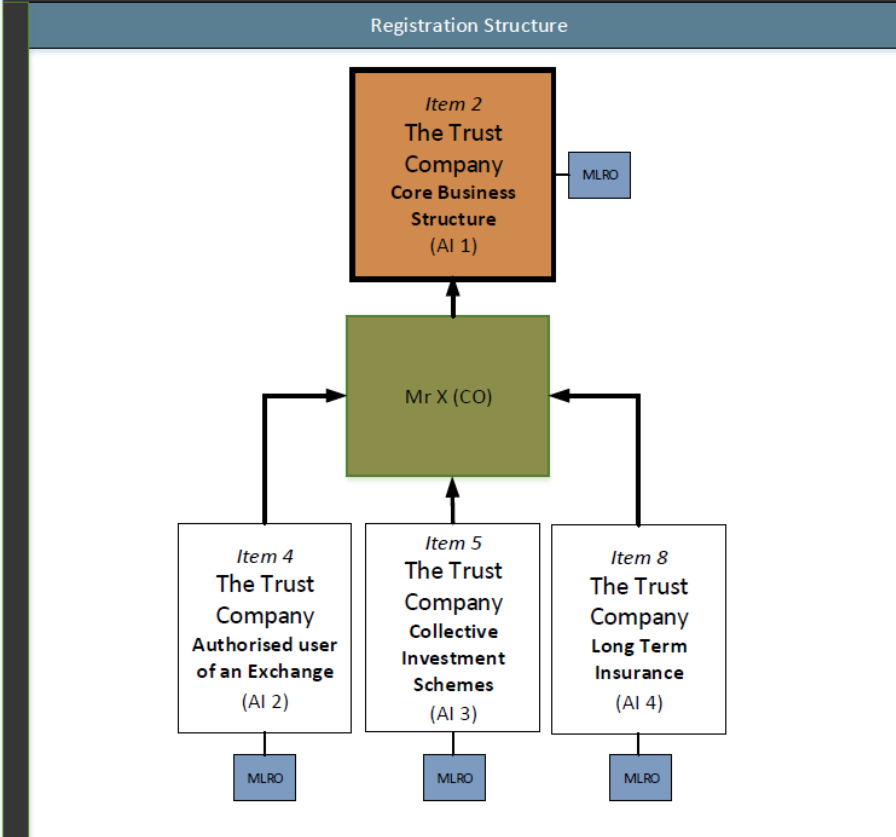 Registration Structure
Item 2
The Trust
Company
Core Business
Structure
(AI 1)
MLRO
Mr X (CO)
Item 4
The Trust
Company
Authorised user
of an Exchange
(AI 2)
MLRO
Item 5
The Trust
Company
Collective
Investment
Schemes
(AI 3)
MLRO
Item 8
The Trust
Company
Long Term
Insurance
(AI 4)
MLRO